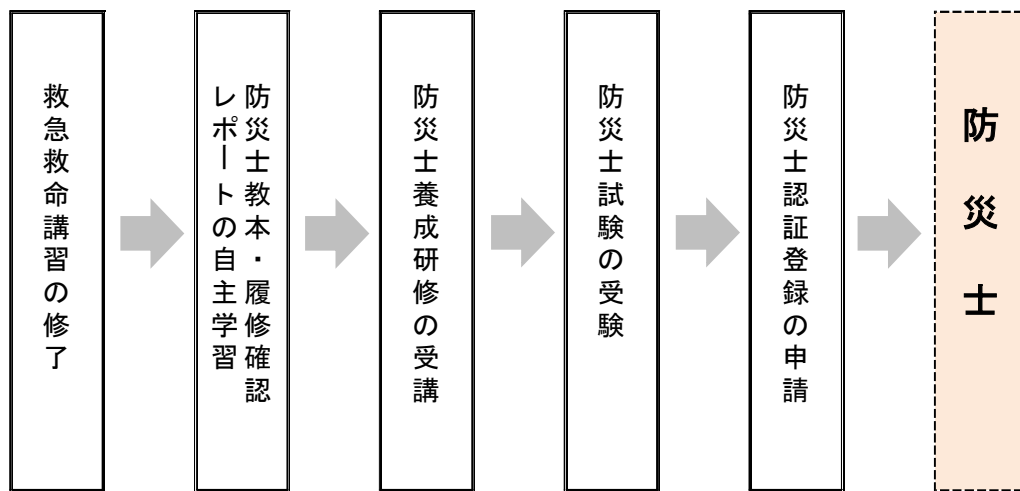 救急救命講習の修了
防災士教本・履修確認
レポートの自主学習
防災士養成研修の受講
防災士試験の受験
防災士認証登録の申請
防災士